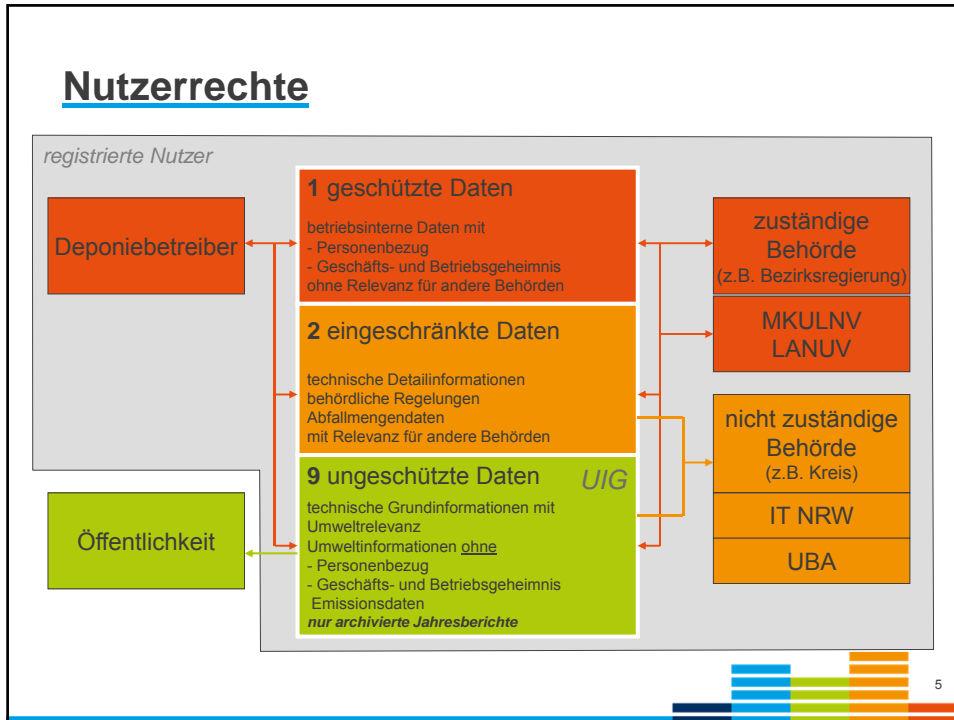 Nutzerrechte
registrierte Nutzer
Deponiebetreiber
1 geschützte Daten
betriebsinterne Daten mit
- Personenbezug
- Geschäfts- und Betriebsgeheimnis
ohne Relevanz für andere Behörden
2 eingeschränkte Daten
technische Detailinformationen
behördliche Regelungen
Abfallmengendaten
mit Relevanz für andere Behörden
9 ungeschützte Daten
UIG
technische Grundinformationen mit
Umweltrelevanz
Umweltinformationen ohne
- Personenbezug
- Geschäfts- und Betriebsgeheimnis
Emissionsdaten
nur archivierte Jahresberichte
Öffentlichkeit
zuständige
Behörde
(z.B. Bezirksregierung)
MKULNV
LANUV
nicht zuständige
Behörde
(z.B. Kreis)
IT NRW
UBA
5